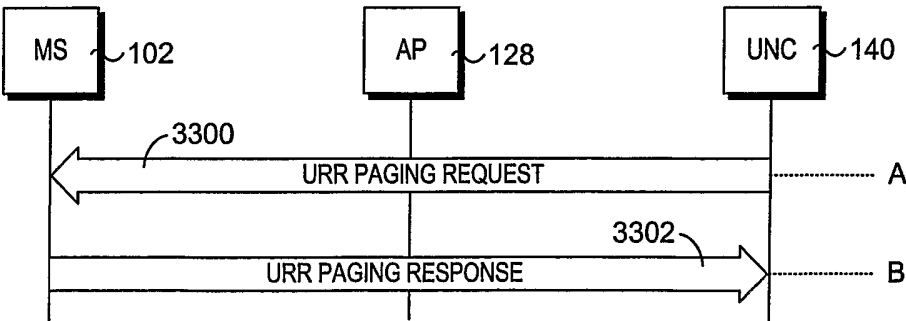 MS 102 AP 128 UNC 140
3300
URR PAGING REQUEST A
3302
URR PAGING RESPONSE B